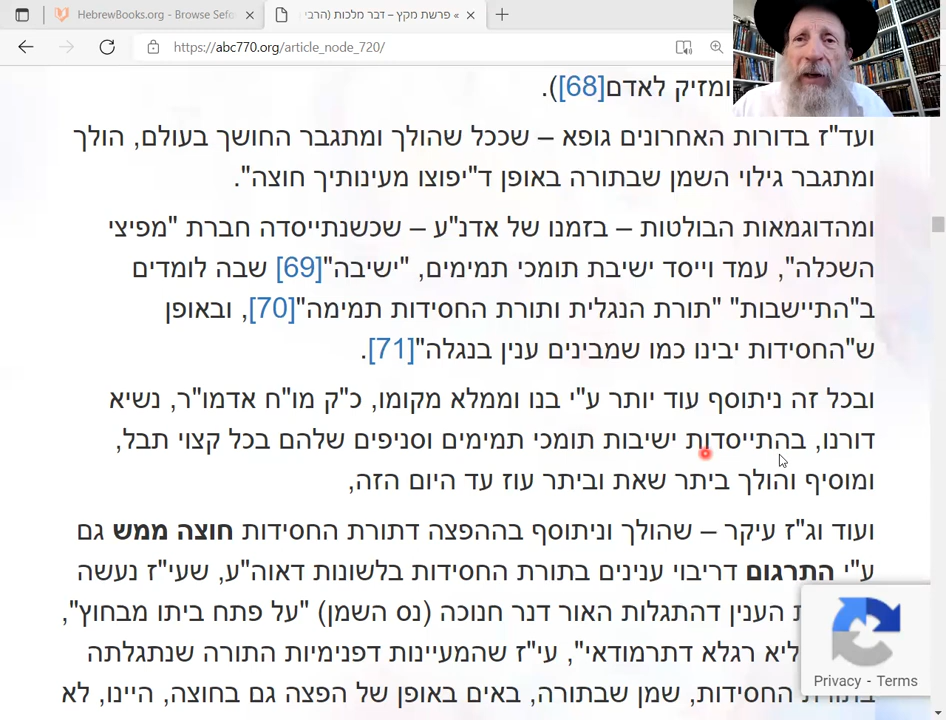 HebrewBooks.org - Browse Sefo
» פרשת מקץ – דבר מלכות (הרבי
https://abc770.org/article_node_720/
ומזיק לאדם[68]).
ועד"ז בדורות האחרונים גופא – שככל שהולך ומתגבר החושך בעולם, הולך
ומתגבר גילוי השמן שבתורה באופן ד"יפוצו מעינותיך חוצה".
ומהדוגמאות הבולטות – בזמנו של אדנ"ע – שכשנתייסדה חברת "מפיצי
השכלה", עמד וייסד ישיבת תומכי תמימים, "ישיבה"[69] שבה לומדים
ב"התיישבות" "תורת הנגלית ותורת החסידות תמימה"[70], ובאופן
ש"החסידות יבינו כמו שמבינים ענין בנגלה"[71].
ובכל זה ניתוסף עוד יותר ע"י בנו וממלא מקומו, כ"ק מו"ח אדמו"ר, נשיא
דורנו, בהתייסדות ישיבות תומכי תמימים וסניפים שלהם בכל קצוי תבל,
ומוסיף והולך ביתר שאת וביתר עוז עד היום הזה,
ועוד וג"ז עיקר – שהולך וניתוסף בההפצה דתורת החסידות חוצה ממש גם
ע"י התרגום דריבוי ענינים בתורת החסידות בלשונות דאוה"ע, שעי"ז נעשה
הענין דהתגלות האור דנר חנוכה (נס השמן) "על פתח ביתו מבחוץ",
רגלא דתרמודאי", עי"ז שהמעיינות דפנימיות התורה שנתגלתה
בתורת החסידות, שמן שבתורה, באים באופן של הפצה גם בחוצה, היינו, לא
Privacy - Terms